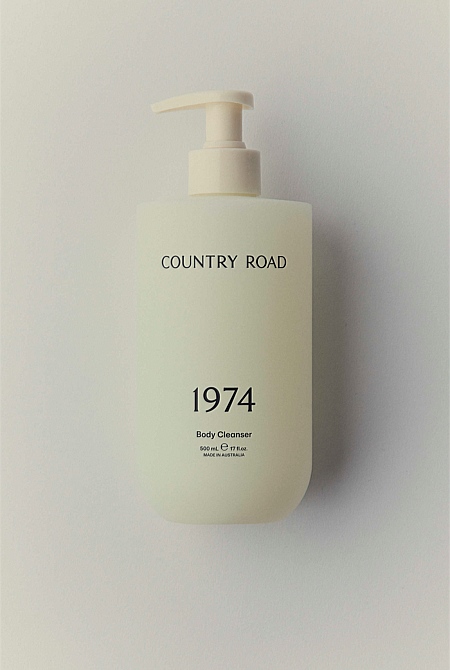 COUNTRY ROAD
1974
Body Cleanser
500 mL ℮ 17 fl.oz.
MADE IN AUSTRALIA